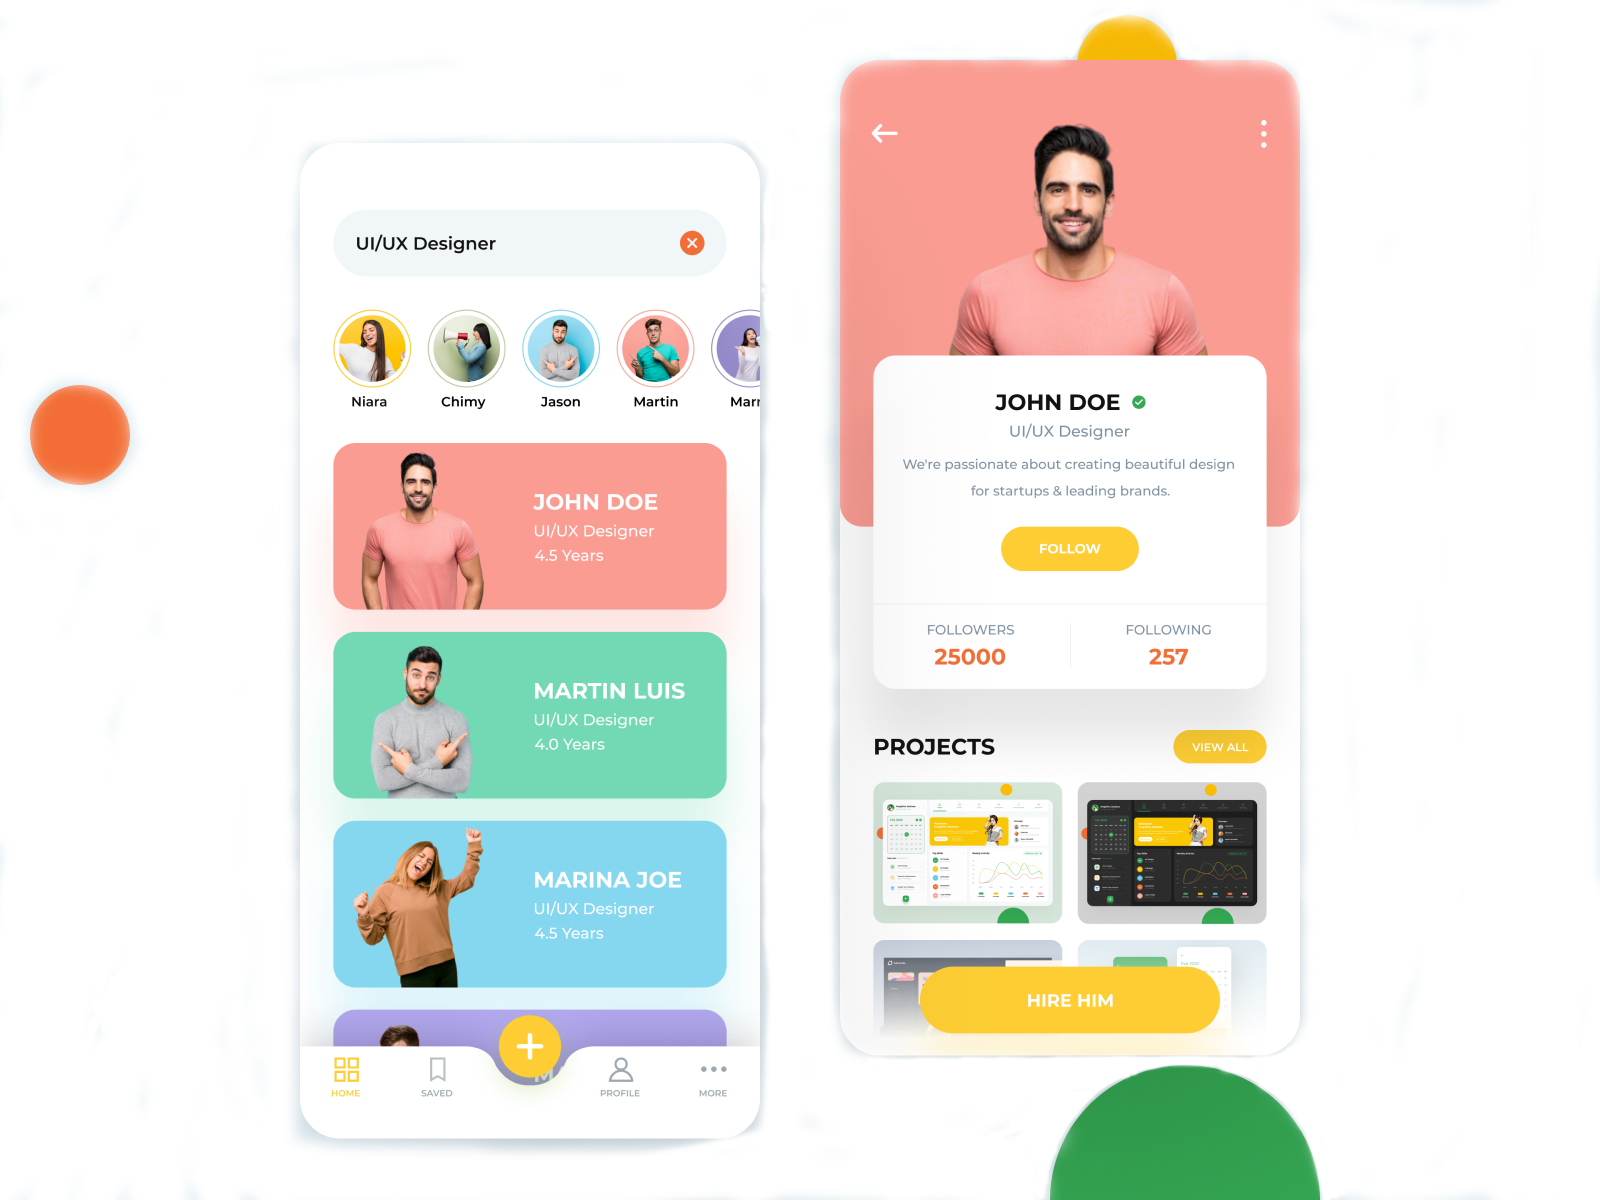 UI/UX Designer
Niara
Chimy
Jason
Martin
JOHN DOE
UI/UX Designer
4.5 Years
MARTIN LUIS
UI/UX Designer
4.0 Years
MARINA JOE
UI/UX Designer
4.5 Years
HOME
SAVED
PROFILE
MORE
JOHN DOE
UI/UX Designer
We're passionate about creating beautiful design
for startups & leading brands.
FOLLOW
FOLLOWERS
25000
FOLLOWING
257
PROJECTS
VIEW ALL
HIRE HIM